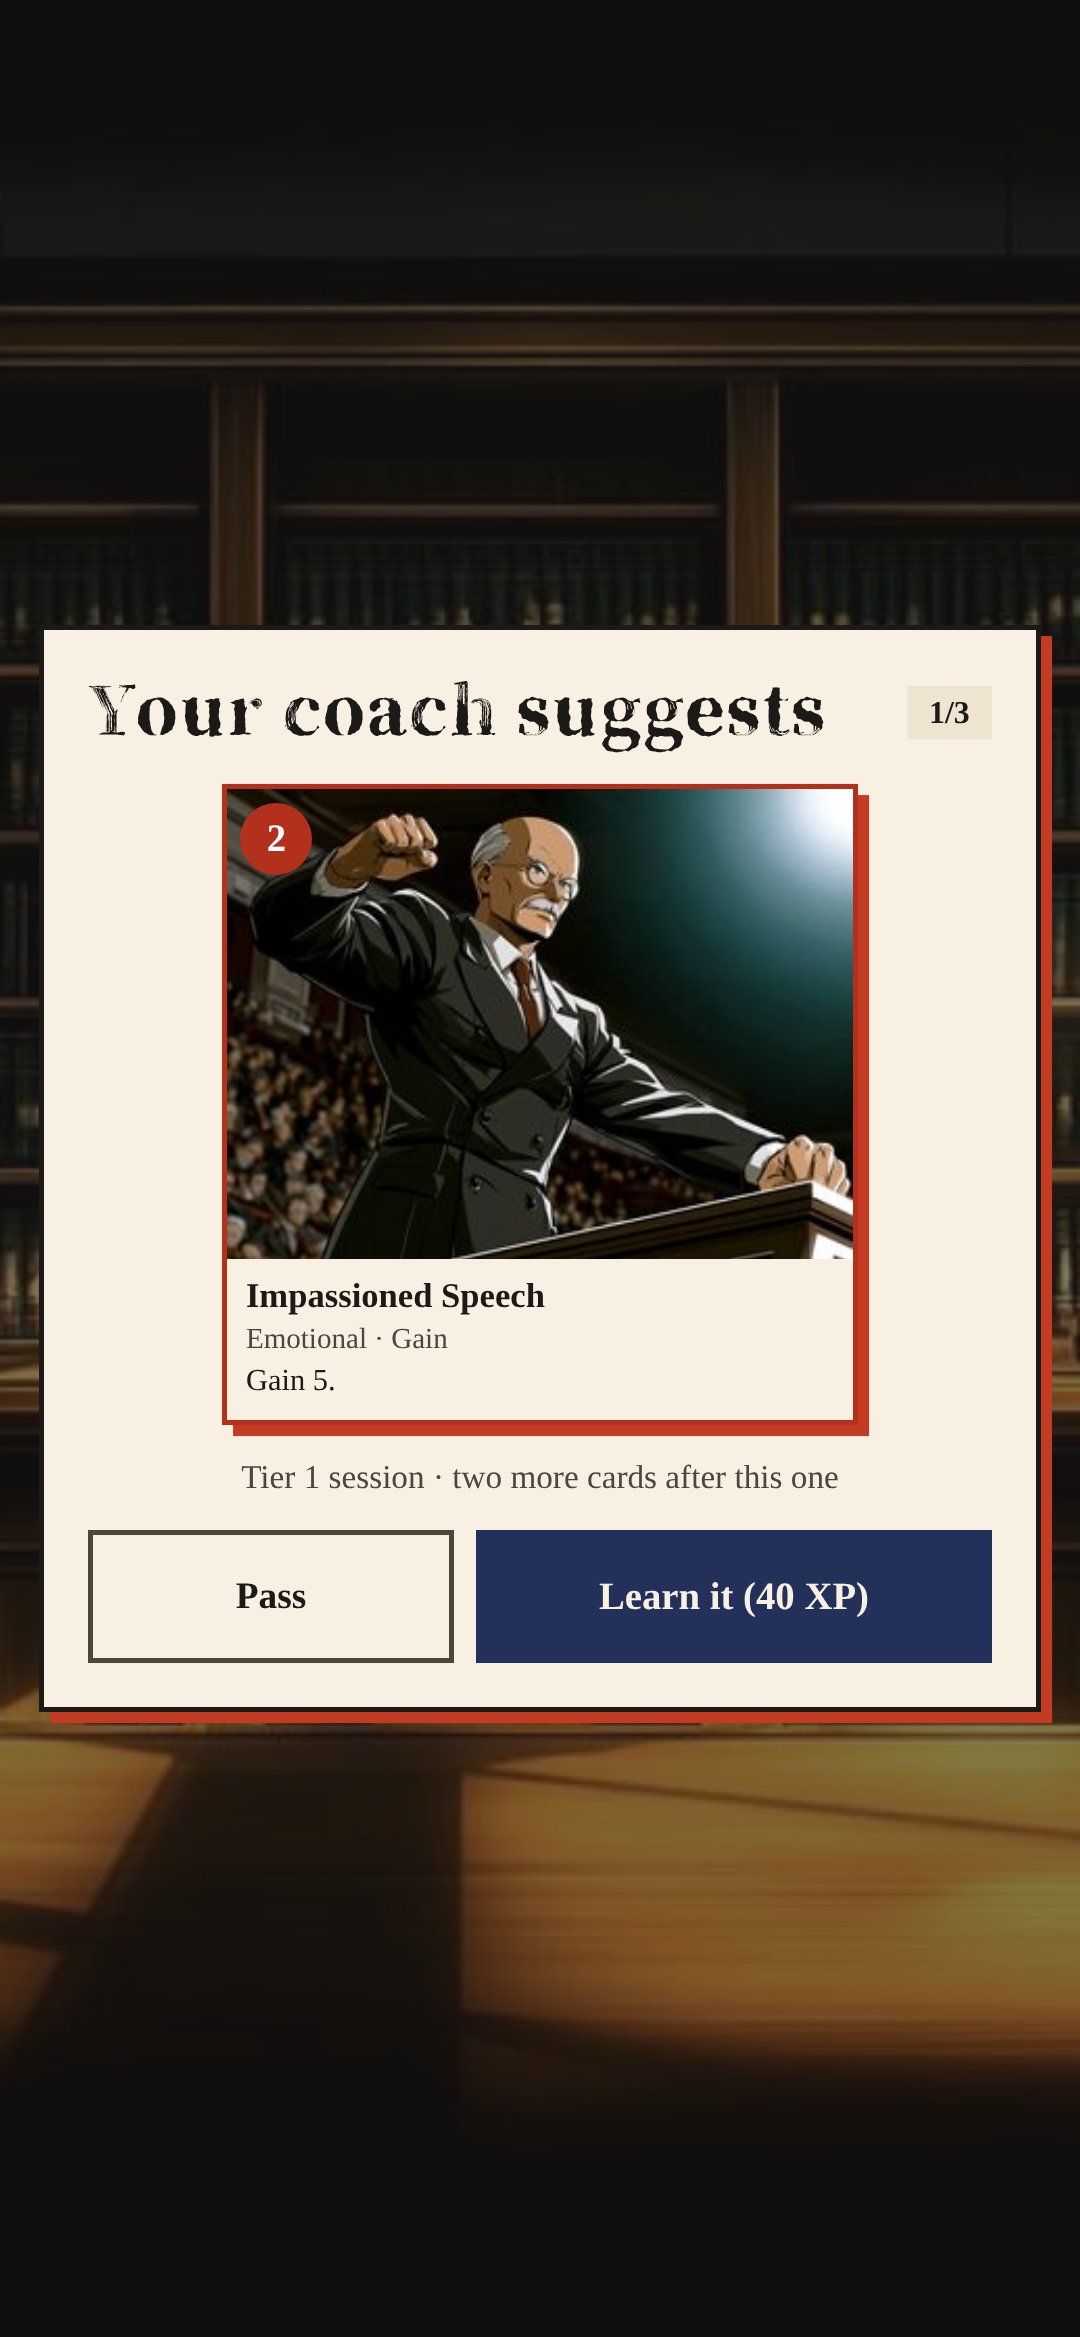 Your coach suggests
1/3
2
Impassioned Speech
Emotional · Gain
Gain 5.
Tier 1 session · two more cards after this one
Pass
Learn it (40 XP)